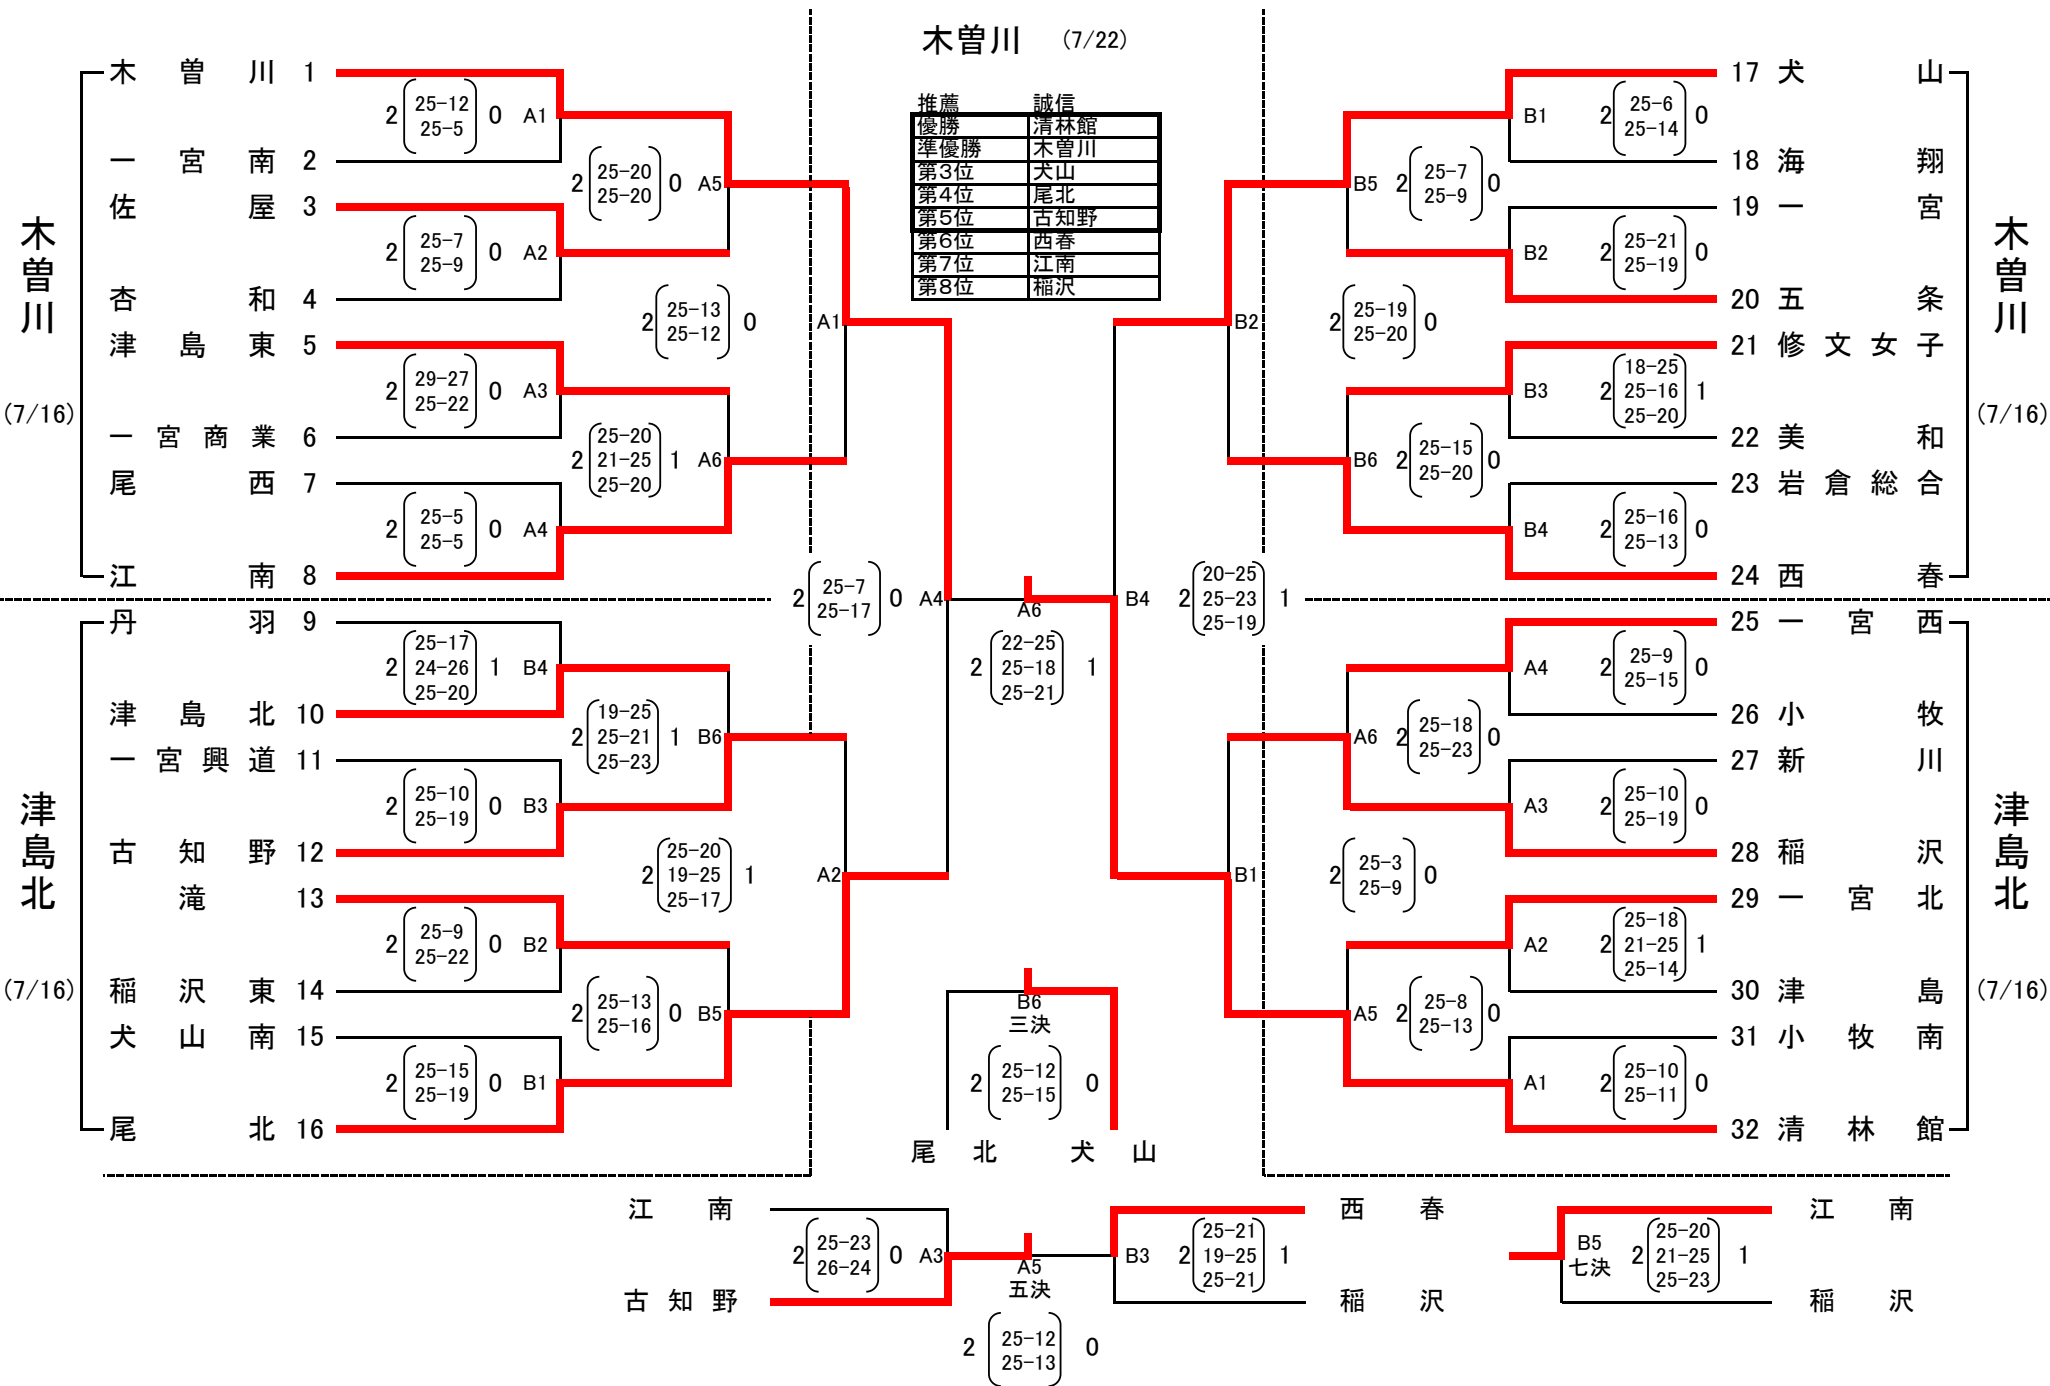 木曽川 (7/22)
推薦 誠信
優勝 清林館
準優勝 木曽川
第3位 犬山
第4位 尾北
第5位 古知野
第6位 西春
第7位 江南
第8位 稲沢
木曽川
(7/16)
木曽川 1
2 25-12 25-5 0 A1
一宮南 2
2 25-20 25-20 0 A5
佐屋 3
2 25-7 25-9 0 A2
杏和 4
2 25-13 25-12 0 A1
津島東 5
2 29-27 25-22 0 A3
一宮商業 6
2 25-20 21-25 25-20 1 A6
尾西 7
2 25-5 25-5 0 A4
江南 8
2 25-7 25-17 0 A4
津島北
(7/16)
丹羽 9
2 25-17 24-26 25-20 1 B4
津島北 10
2 19-25 25-21 25-23 1 B6
一宮興道 11
2 25-10 25-19 0 B3
古知野 12
2 25-20 19-25 25-17 1 A2
滝 13
2 25-9 25-22 0 B2
稲沢東 14
2 25-13 25-16 0 B5
犬山南 15
2 25-15 25-19 0 B1
尾北 16
A6
2 22-25 25-18 25-21 1
木曽川
(7/16)
17 犬山
B1 2 25-6 25-14 0
18 海翔
B5 2 25-7 25-9 0
19 一宮
B2 2 25-21 25-19 0
20 五条
B2 2 25-19 25-20 0
21 修文女子
B3 2 18-25 25-16 25-20 1
22 美和
B6 2 25-15 25-20 0
23 岩倉総合
B4 2 25-16 25-13 0
24 西春
B4 2 20-25 25-23 25-19 1
津島北
(7/16)
25 一宮西
A4 2 25-9 25-15 0
26 小牧
A6 2 25-18 25-23 0
27 新川
A3 2 25-10 25-19 0
28 稲沢
B1 2 25-3 25-9 0
29 一宮北
A2 2 25-18 21-25 25-14 1
30 津島
A5 2 25-8 25-13 0
31 小牧南
A1 2 25-10 25-11 0
32 清林館
B6
三決
2 25-12 25-15 0
尾北 犬山
江南
2 25-23 26-24 0 A3
古知野
A5
五決
2 25-12 25-13 0
西春
B3 2 25-21 19-25 25-21 1
稲沢
江南
B5
七決
2 25-20 21-25 25-23 1
稲沢